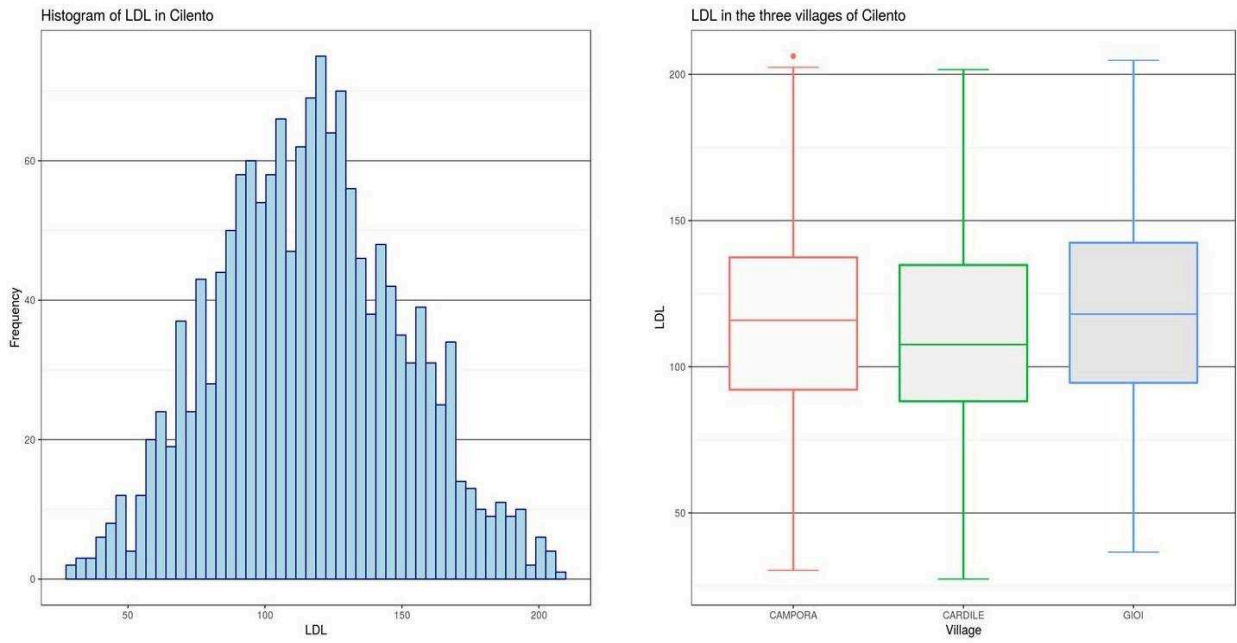 Histogram of LDL in Cilento
60
40
20
0
Frequency
50
100
150
200
LDL
LDL in the three villages of Cilento
200
150
100
50
LDL
CAMPORA
CARDILE
GIOI
Village